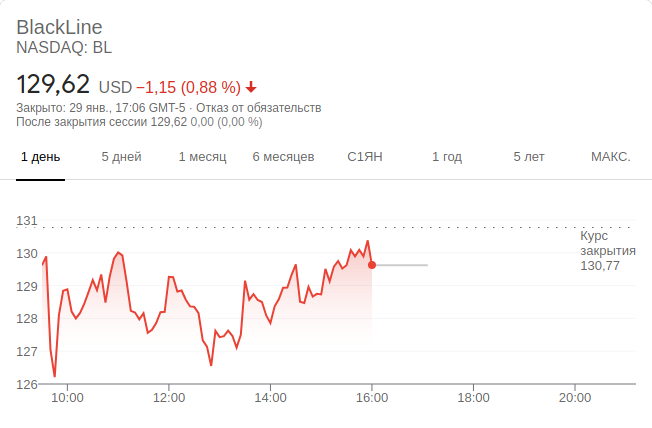 BlackLine
NASDAQ: BL
129,62 USD −1,15 (0,88 %)
Закрыто: 29 янв., 17:06 GMT-5 · Отказ от обязательств
После закрытия сессии 129,62 0,00 (0,00 %)
1 день 5 дней 1 месяц 6 месяцев С1ЯН 1 год 5 лет МАКС.
131
130
129
128
127
126
Курс
закрытия
130,77
10:00 12:00 14:00 16:00 18:00 20:00